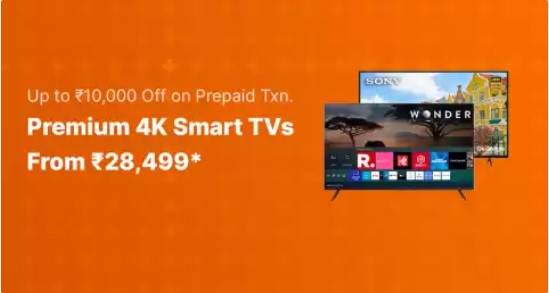 Up to ₹10,000 Off on Prepaid Txn.
Premium 4K Smart TVs
From ₹28,499*
SONY
WONDER
R.